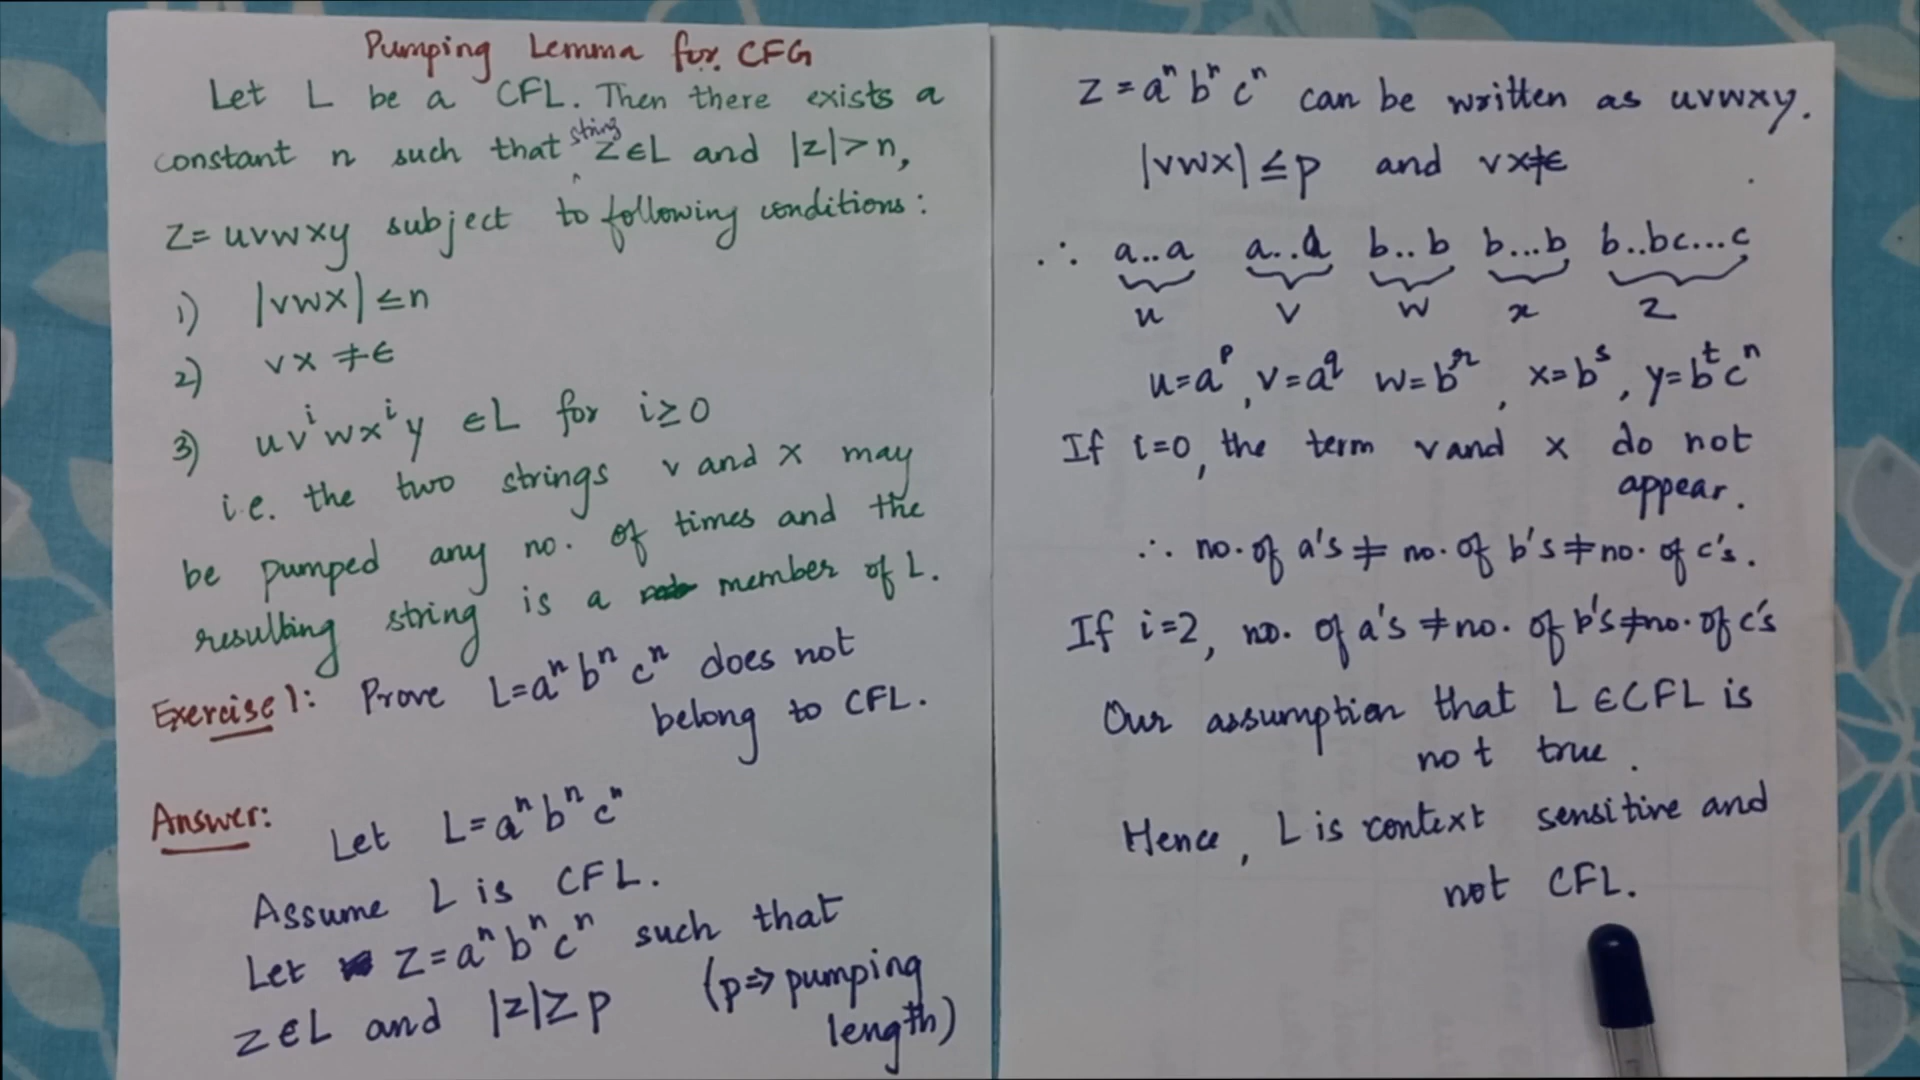 Pumping Lemma for CFG
Let L be a CFL. Then there exists a
constant n such that string z∈L and |z|>n,
z= uvwxy subject to following conditions:
1) |vwx| ≤n
2) vx ≠∈
3) uvⁱwxⁱy ∈L for i≥0
i.e. the two strings v and x may
be pumped any no. of times and the
resulting string is a member of L.
Exercise 1: Prove L=aⁿbⁿcⁿ does not
belong to CFL.
Answer:
Let L=aⁿbⁿcⁿ
Assume L is CFL.
Let z=aⁿbⁿcⁿ such that
z∈L and |z|≥p (p⇒pumping
length)
z=aⁿbⁿcⁿ can be written as uvwxy.
|vwx|≤p and vx≠∈
∴ a..a a..a b..b b...b b..bc...c
u v w x z
u=aᵖ, v=a^q w=bʳ, x=bˢ, y=bᵗcⁿ
If i=0, the term v and x do not
appear.
∴ no. of a's ≠ no. of b's ≠ no. of c's.
If i=2, no. of a's ≠ no. of b's ≠ no. of c's
Our assumption that L ∈ CFL is
not true.
Hence, L is context sensitive and
not CFL.